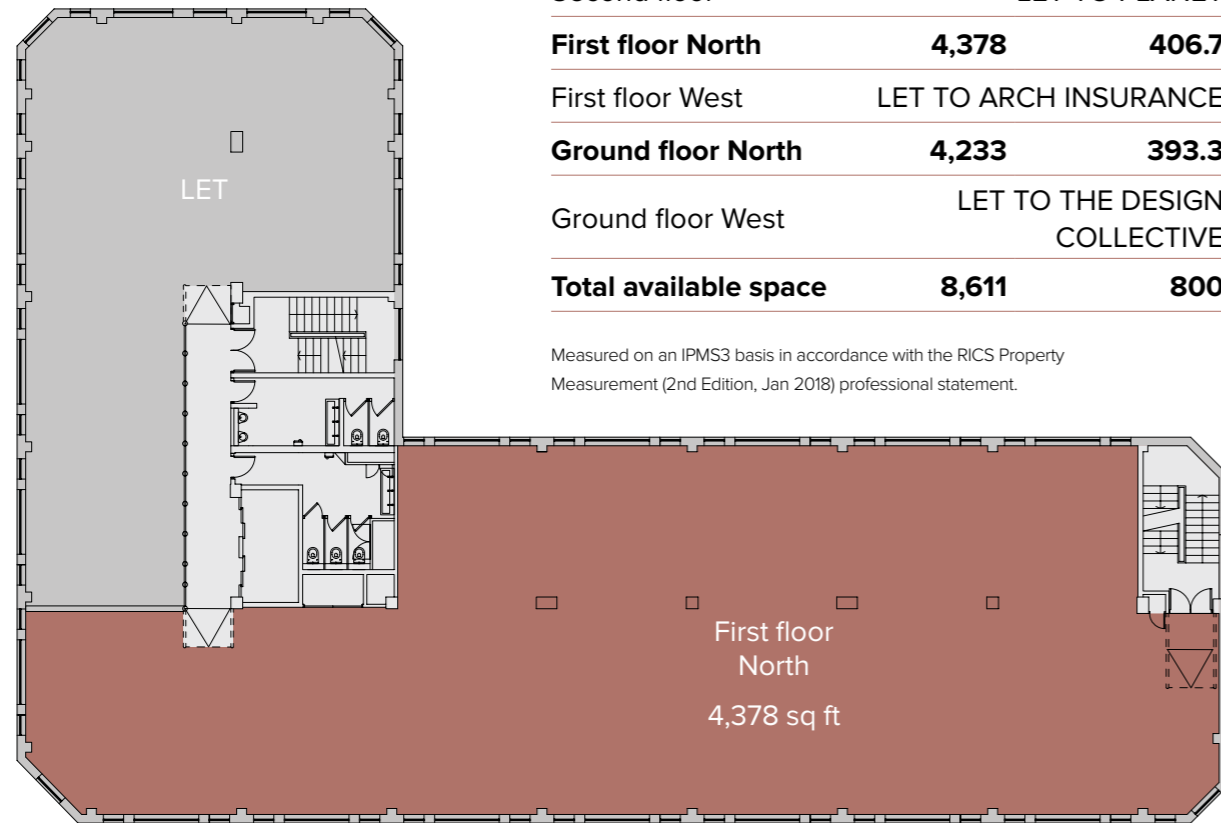 First floor North 4,378 406.7
First floor West LET TO ARCH INSURANCE
Ground floor North 4,233 393.3
Ground floor West LET TO THE DESIGN
COLLECTIVE
Total available space 8,611 800
Measured on an IPMS3 basis in accordance with the RICS Property
Measurement (2nd Edition, Jan 2018) professional statement.
LET
First floor
North
4,378 sq ft